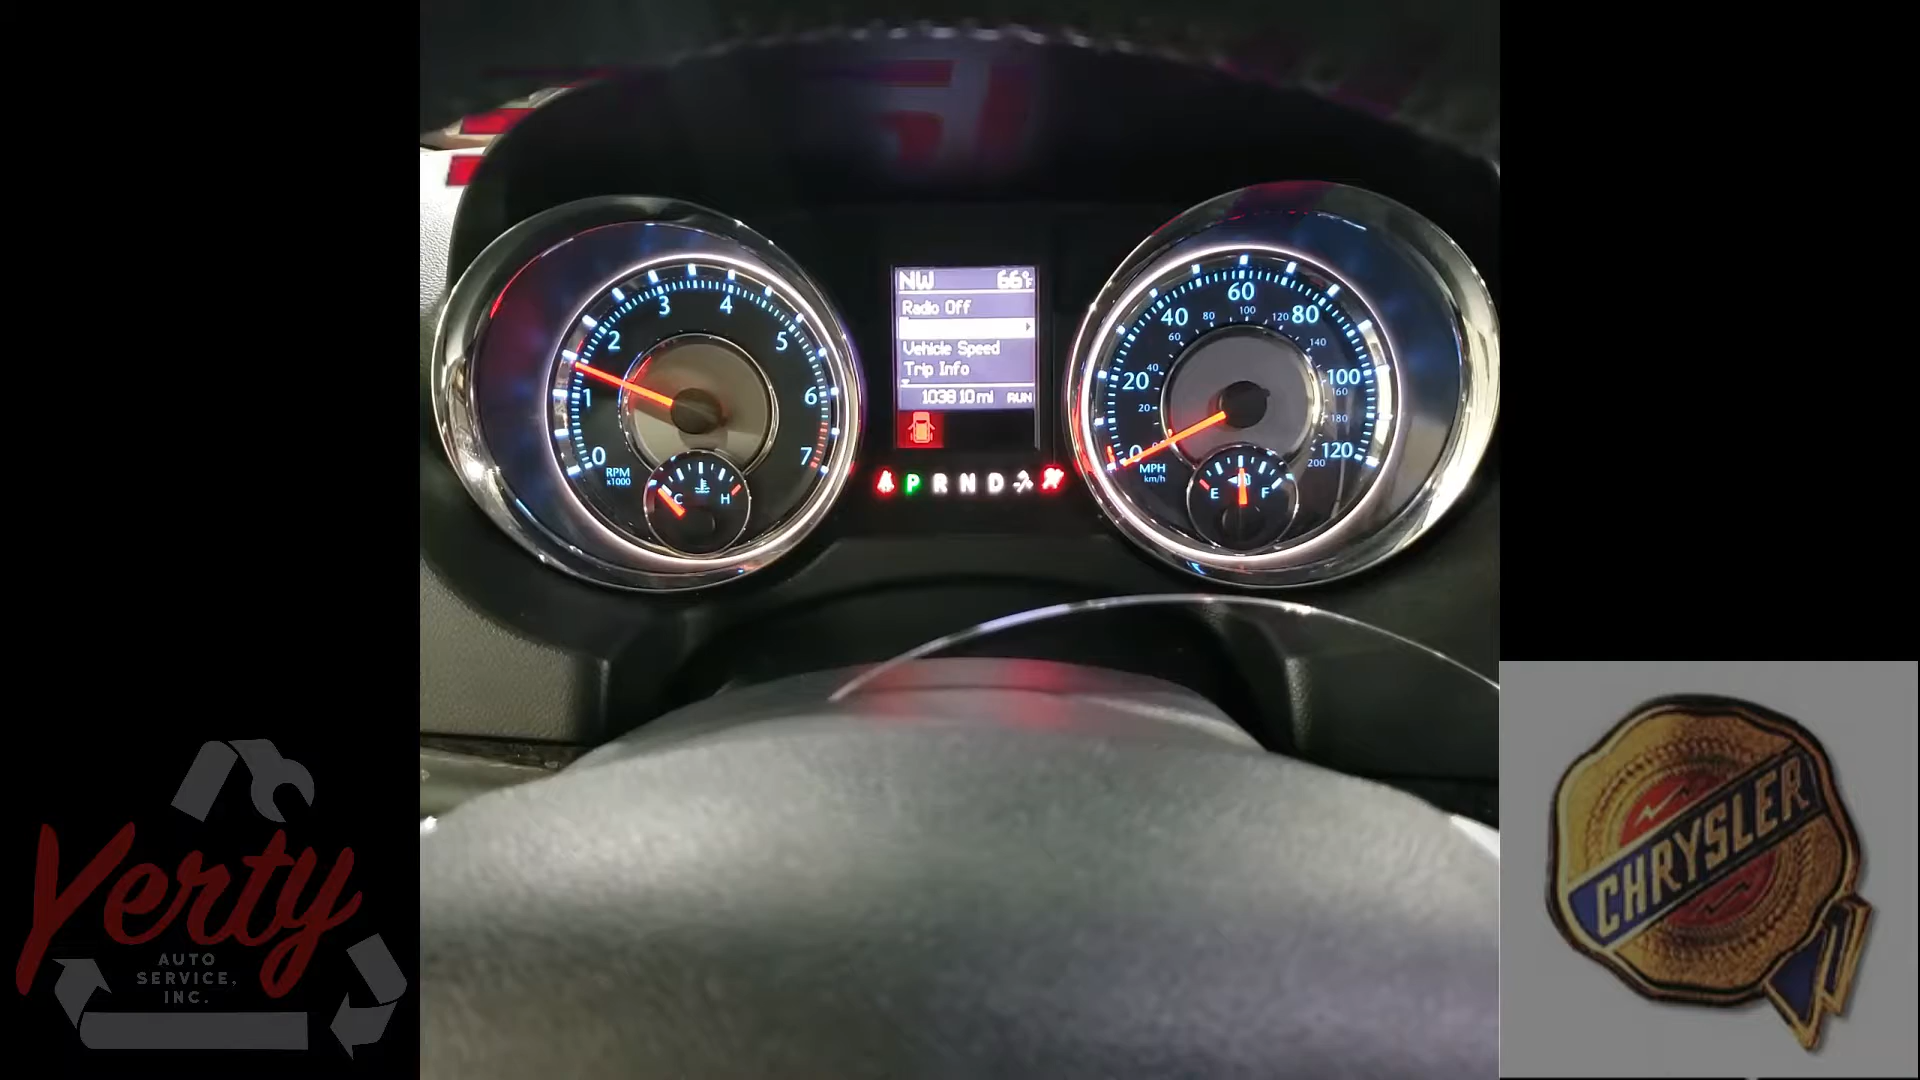 NW 66°F
Radio Off
Vehicle Speed
Trip Info
103810 mi RUN
P R N D
0 1 2 3 4 5 6 7
RPM
x1000
C H
0 20 40 60 80 100 120
20 40 60 80 100 120 140 160 180 200
MPH
km/h
E F
Yerty
AUTO
SERVICE,
INC.
CHRYSLER